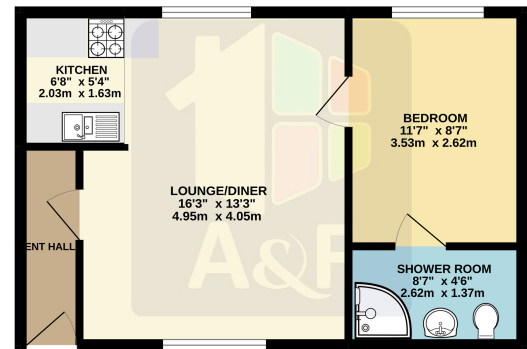 KITCHEN
6'8" x 5'4"
2.03m x 1.63m
BEDROOM
11'7" x 8'7"
3.53m x 2.62m
LOUNGE/DINER
16'3" x 13'3"
4.95m x 4.05m
ENT HALL
A&F
SHOWER ROOM
8'7" x 4'6"
2.62m x 1.37m